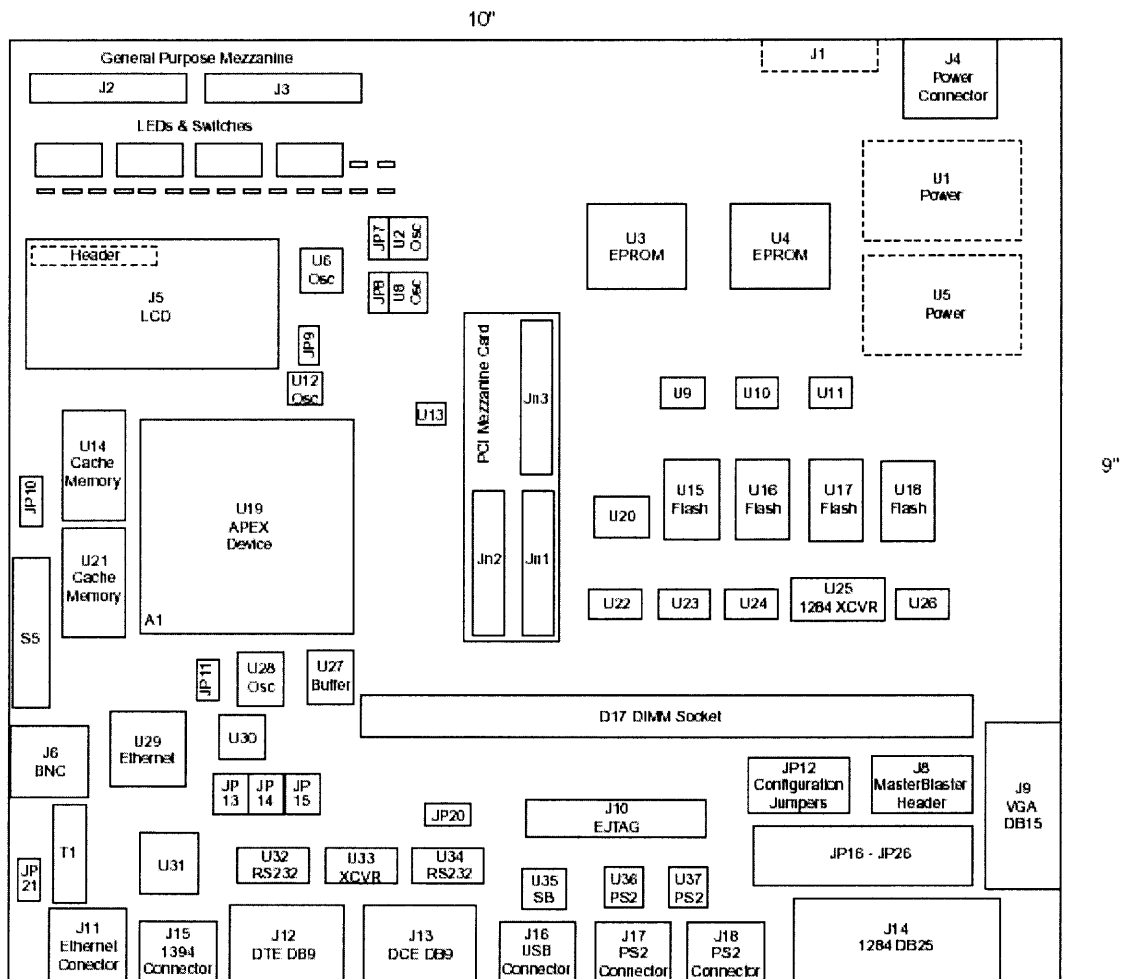 10"
General Purpose Mezzanine
J2
J3
J1
J4
Power
Connector
LEDs & Switches
U1
Power
U3
EPROM
U4
EPROM
JP7
U2
Osc
Header
J5
LCD
U6
Osc
JP8
U8
Osc
U5
Power
JP9
U12
Osc
U13
PCI Mezzanine Card
Jn3
Jn2
Jn1
U9
U10
U11
9"
U14
Cache
Memory
JP10
U19
APEX
Device
A1
U21
Cache
Memory
S5
U20
U15
Flash
U16
Flash
U17
Flash
U18
Flash
U22
U23
U24
U25
1284 XCVR
U26
JP11
U28
Osc
U27
Buffer
D17 DIMM Socket
J6
BNC
U29
Ethernet
U30
JP
13
JP
14
JP
15
JP20
J10
EJTAG
JP12
Configuration
Jumpers
J8
MasterBlaster
Header
J9
VGA
DB15
T1
JP
21
U31
U32
RS232
U33
XCVR
U34
RS232
U35
SB
U36
PS2
U37
PS2
JP16 - JP26
J11
Ethernet
Conector
J15
1394
Connector
J12
DTE DB9
J13
DCE DB9
J16
USB
Connector
J17
PS2
Connector
J18
PS2
Connector
J14
1284 DB25